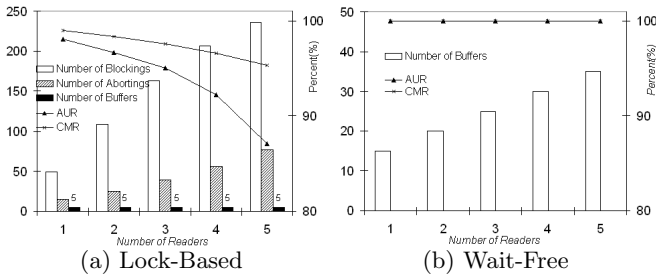 250
200
150
100
50
0
100
90
80
Percent(%)
Number of Blockings
Number of Abortings
Number of Buffers
AUR
CMR
5
5
5
5
5
1 2 3 4 5
Number of Readers
(a) Lock-Based
50
40
30
20
10
0
100
90
80
Percent(%)
Number of Buffers
AUR
CMR
1 2 3 4 5
Number of Readers
(b) Wait-Free